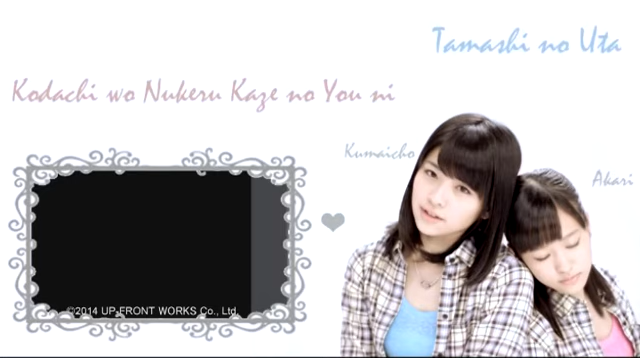 Tamashi no Uta
Kodachi wo Nukeru Kaze no You ni
Kumaicho
Akari
©2014 UP-FRONT WORKS Co., Ltd.